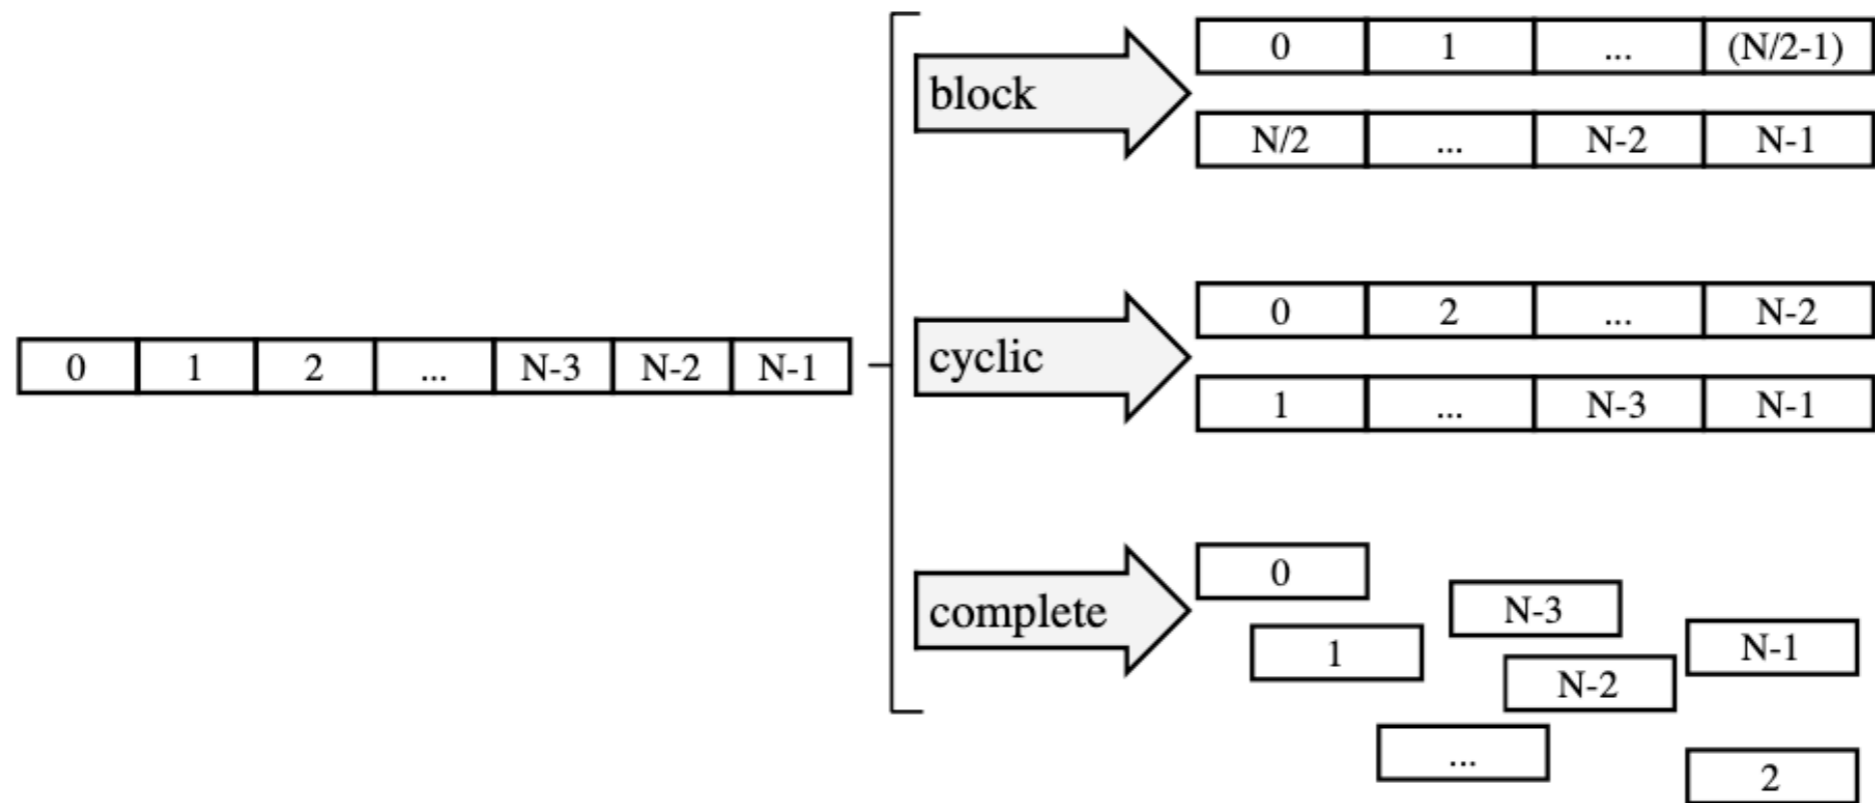 0 1 2 ... N-3 N-2 N-1
block
0 1 ... (N/2-1)
N/2 ... N-2 N-1
cyclic
0 2 ... N-2
1 ... N-3 N-1
complete
0
N-3
1
N-1
N-2
...
2